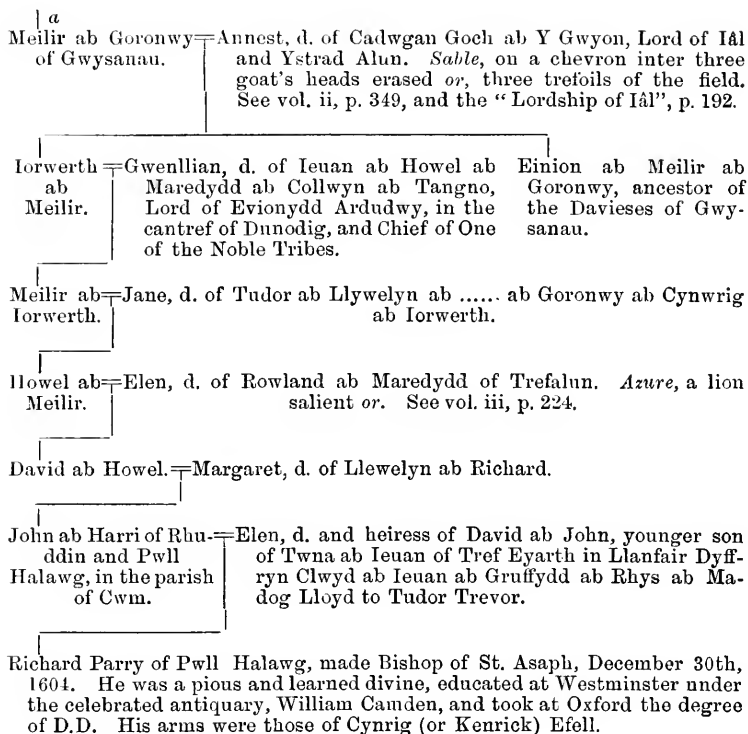 a
Meilir ab Goronwy Annest, d. of Cadwgan Goch ab Y Gwyon, Lord of Iâl
of Gwysanau. and Ystrad Alun. Sable, on a chevron inter three
goat's heads erased or, three trefoils of the field.
See vol. ii, p. 349, and the "Lordship of Iâl", p. 192.
Iorwerth Gwenllian, d. of Ieuan ab Howel ab Einion ab Meilir ab
ab Maredydd ab Collwyn ab Tangno, Goronwy, ancestor of
Meilir. Lord of Evionydd Ardudwy, in the the Davieses of Gwy-
cantref of Dunodig, and Chief of One sanau.
of the Noble Tribes.
Meilir ab Jane, d. of Tudor ab Llywelyn ab ...... ab Goronwy ab Cynwrig
Iorwerth. ab Iorwerth.
Howel ab Elen, d. of Rowland ab Maredydd of Trefalun. Azure, a lion
Meilir. salient or. See vol. iii, p. 224.
David ab Howel. Margaret, d. of Llewelyn ab Richard.
John ab Harri of Rhu- Elen, d. and heiress of David ab John, younger son
ddin and Pwll of Twna ab Ieuan of Tref Eyarth in Llanfair Dyff-
Halawg, in the parish ryn Clwyd ab Ieuan ab Gruffydd ab Rhys ab Ma-
of Cwm. dog Lloyd to Tudor Trevor.
Richard Parry of Pwll Halawg, made Bishop of St. Asaph, December 30th,
1604. He was a pious and learned divine, educated at Westminster under
the celebrated antiquary, William Camden, and took at Oxford the degree
of D.D. His arms were those of Cynrig (or Kenrick) Efell.